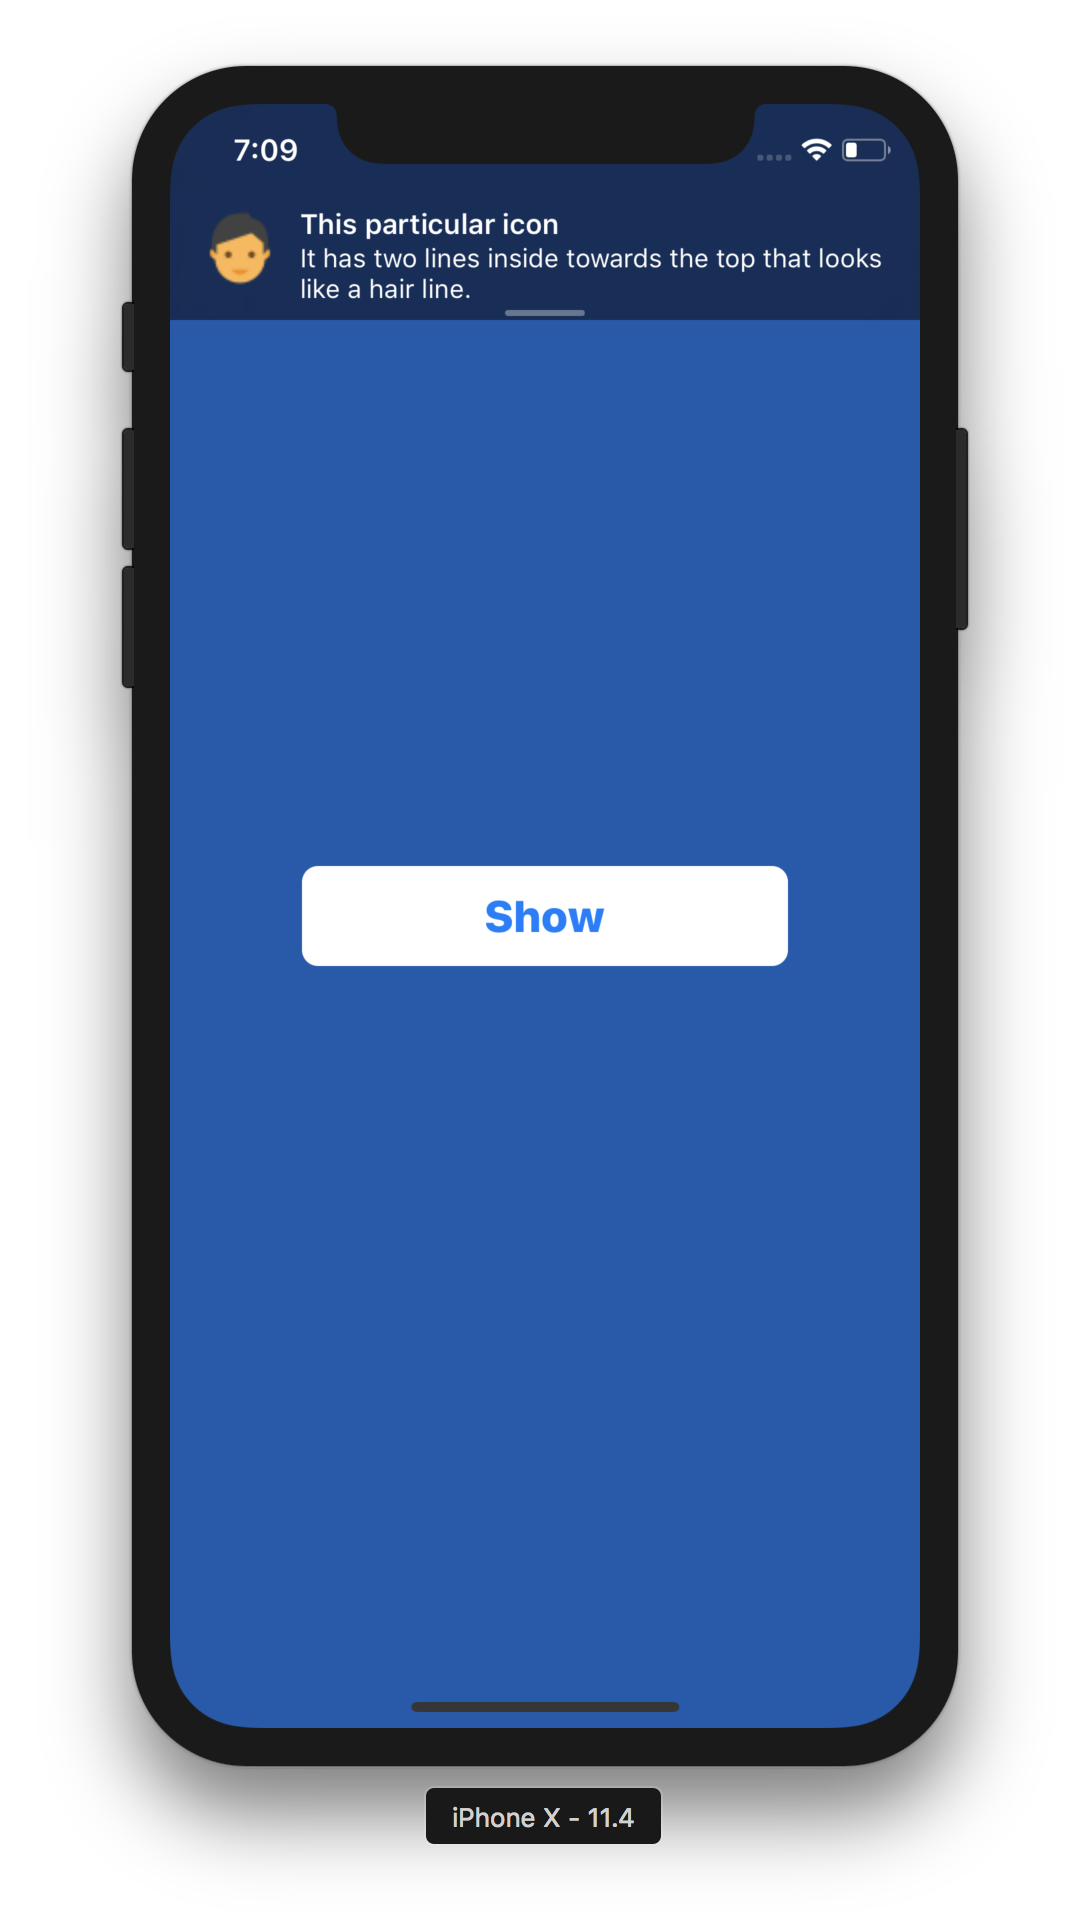 7:09
This particular icon
It has two lines inside towards the top that looks
like a hair line.
Show
iPhone X - 11.4